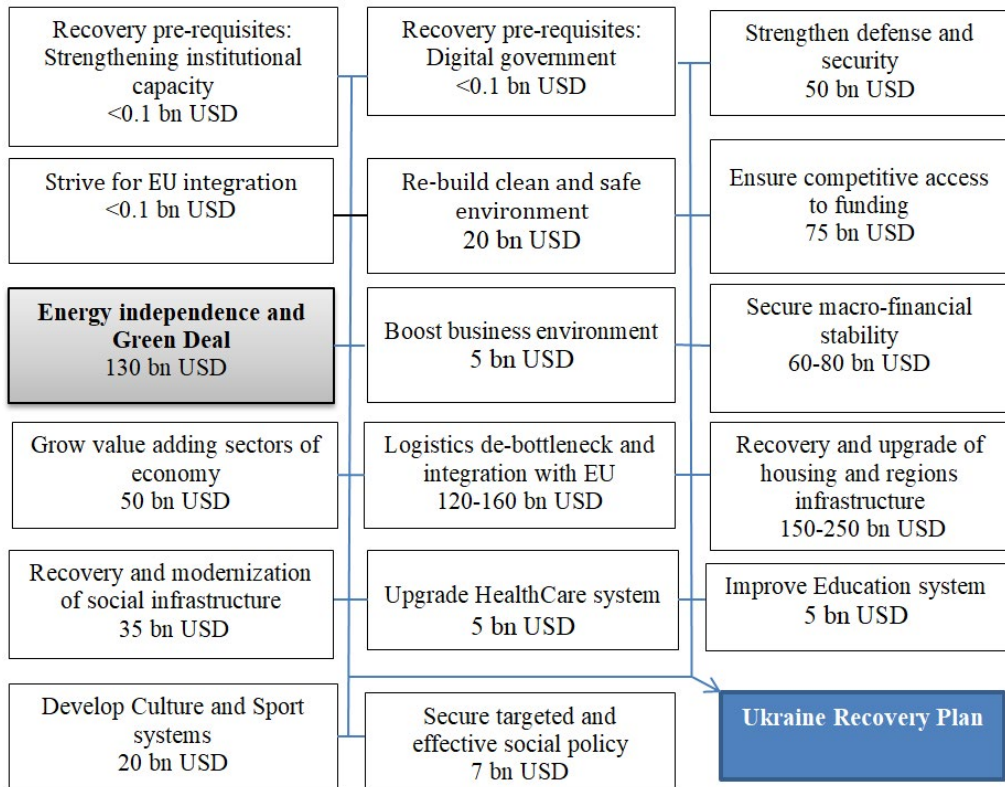 Recovery pre-requisites:
Strengthening institutional
capacity
<0.1 bn USD
Recovery pre-requisites:
Digital government
<0.1 bn USD
Strengthen defense and
security
50 bn USD
Strive for EU integration
<0.1 bn USD
Re-build clean and safe
environment
20 bn USD
Ensure competitive access
to funding
75 bn USD
Energy independence and
Green Deal
130 bn USD
Boost business environment
5 bn USD
Secure macro-financial
stability
60-80 bn USD
Grow value adding sectors of
economy
50 bn USD
Logistics de-bottleneck and
integration with EU
120-160 bn USD
Recovery and upgrade of
housing and regions
infrastructure
150-250 bn USD
Recovery and modernization
of social infrastructure
35 bn USD
Upgrade HealthCare system
5 bn USD
Improve Education system
5 bn USD
Develop Culture and Sport
systems
20 bn USD
Secure targeted and
effective social policy
7 bn USD
Ukraine Recovery Plan